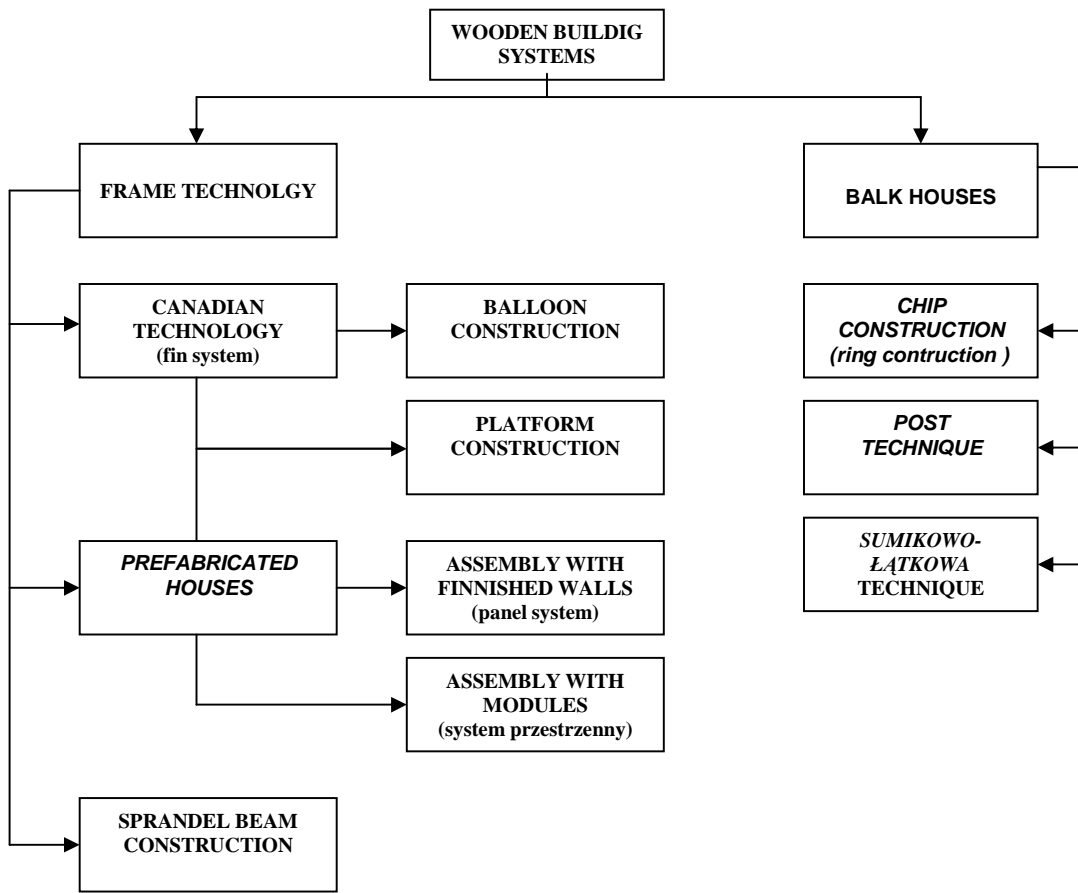 WOODEN BUILDIG
SYSTEMS
FRAME TECHNOLGY
BALK HOUSES
CANADIAN
TECHNOLOGY
(fin system)
BALLOON
CONSTRUCTION
CHIP
CONSTRUCTION
(ring contruction )
PLATFORM
CONSTRUCTION
POST
TECHNIQUE
PREFABRICATED
HOUSES
ASSEMBLY WITH
FINNISHED WALLS
(panel system)
SUMIKOWO-
ŁĄTKOWA
TECHNIQUE
ASSEMBLY WITH
MODULES
(system przestrzenny)
SPRANDEL BEAM
CONSTRUCTION